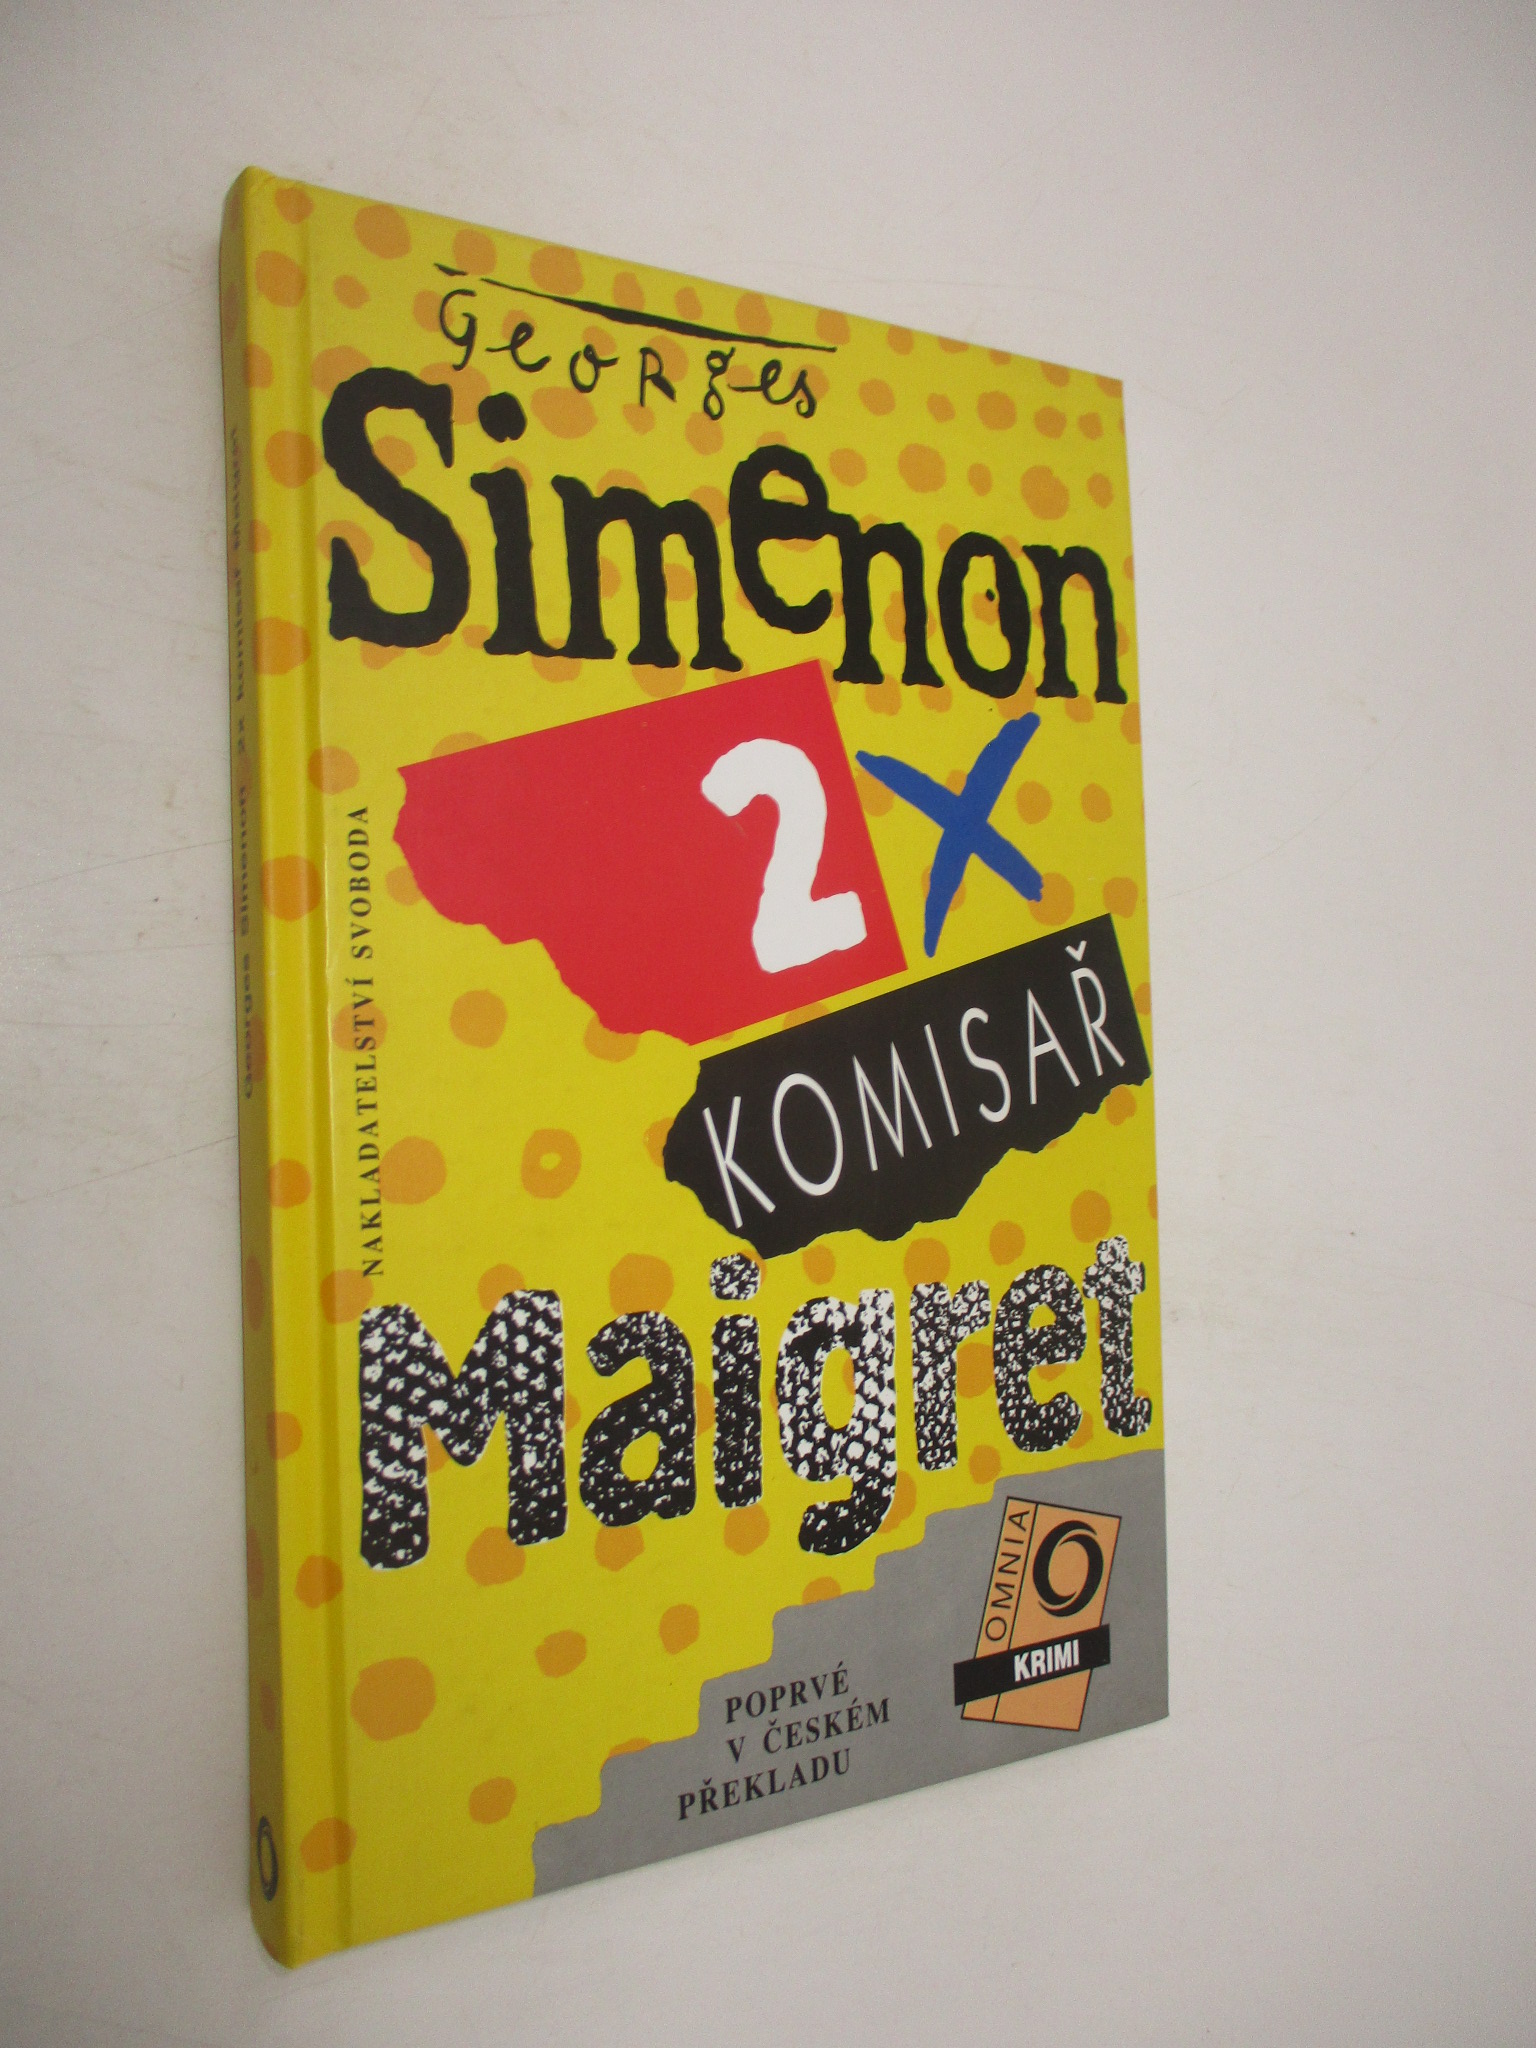 Georges
Simenon
2x
KOMISAŘ
Maigret
NAKLADATELSTVÍ SVOBODA
POPRVÉ
V ČESKÉM
PŘEKLADU
OMNIA
KRIMI
Georges Simenon 2x komisař Maigret